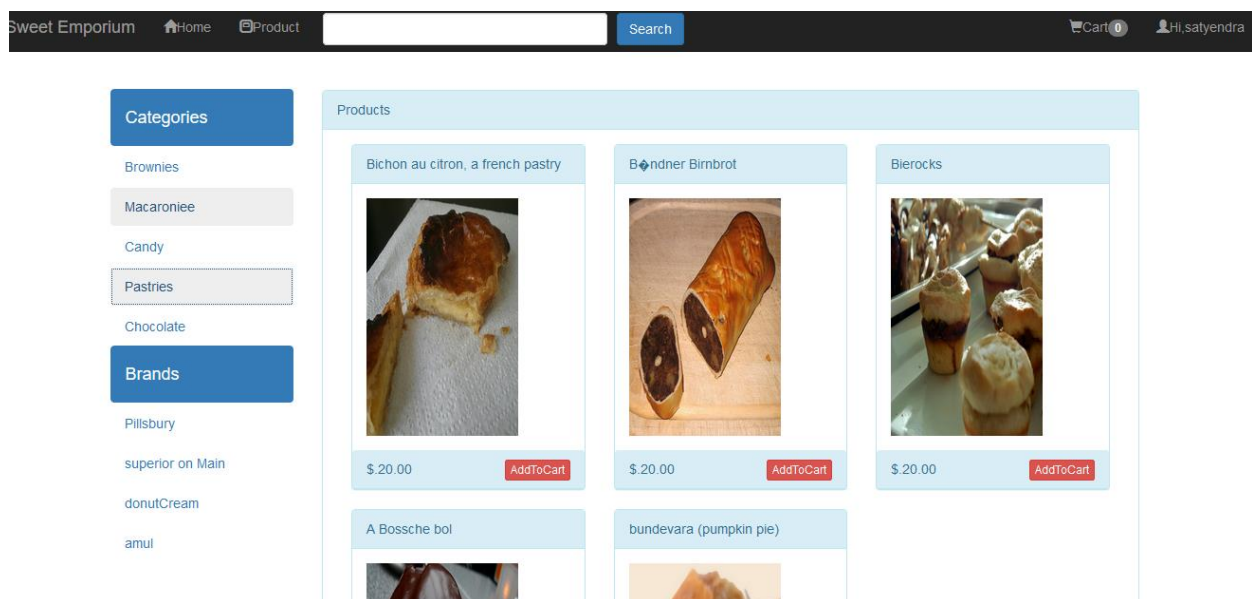 Sweet Emporium Home Product Search Cart 0 Hi,satyendra
Categories
Brownies
Macaroniee
Candy
Pastries
Chocolate
Brands
Pillsbury
superior on Main
donutCream
amul
Products
Bichon au citron, a french pastry
B�ndner Birnbrot
Bierocks
$.20.00 AddToCart
$.20.00 AddToCart
$.20.00 AddToCart
A Bossche bol
bundevara (pumpkin pie)